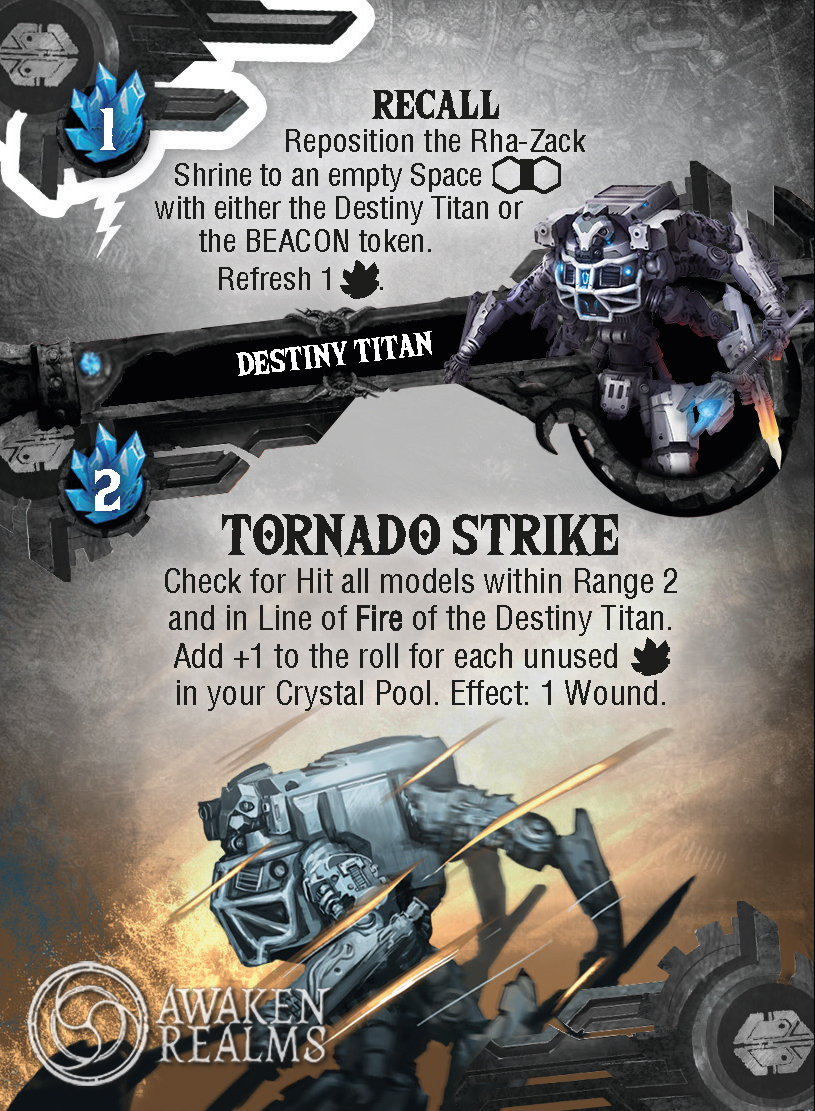 1
RECALL
Reposition the Rha-Zack
Shrine to an empty Space
with either the Destiny Titan or
the BEACON token.
Refresh 1 .
DESTINY TITAN
2
TORNADO STRIKE
Check for Hit all models within Range 2
and in Line of Fire of the Destiny Titan.
Add +1 to the roll for each unused
in your Crystal Pool. Effect: 1 Wound.
AWAKEN
REALMS